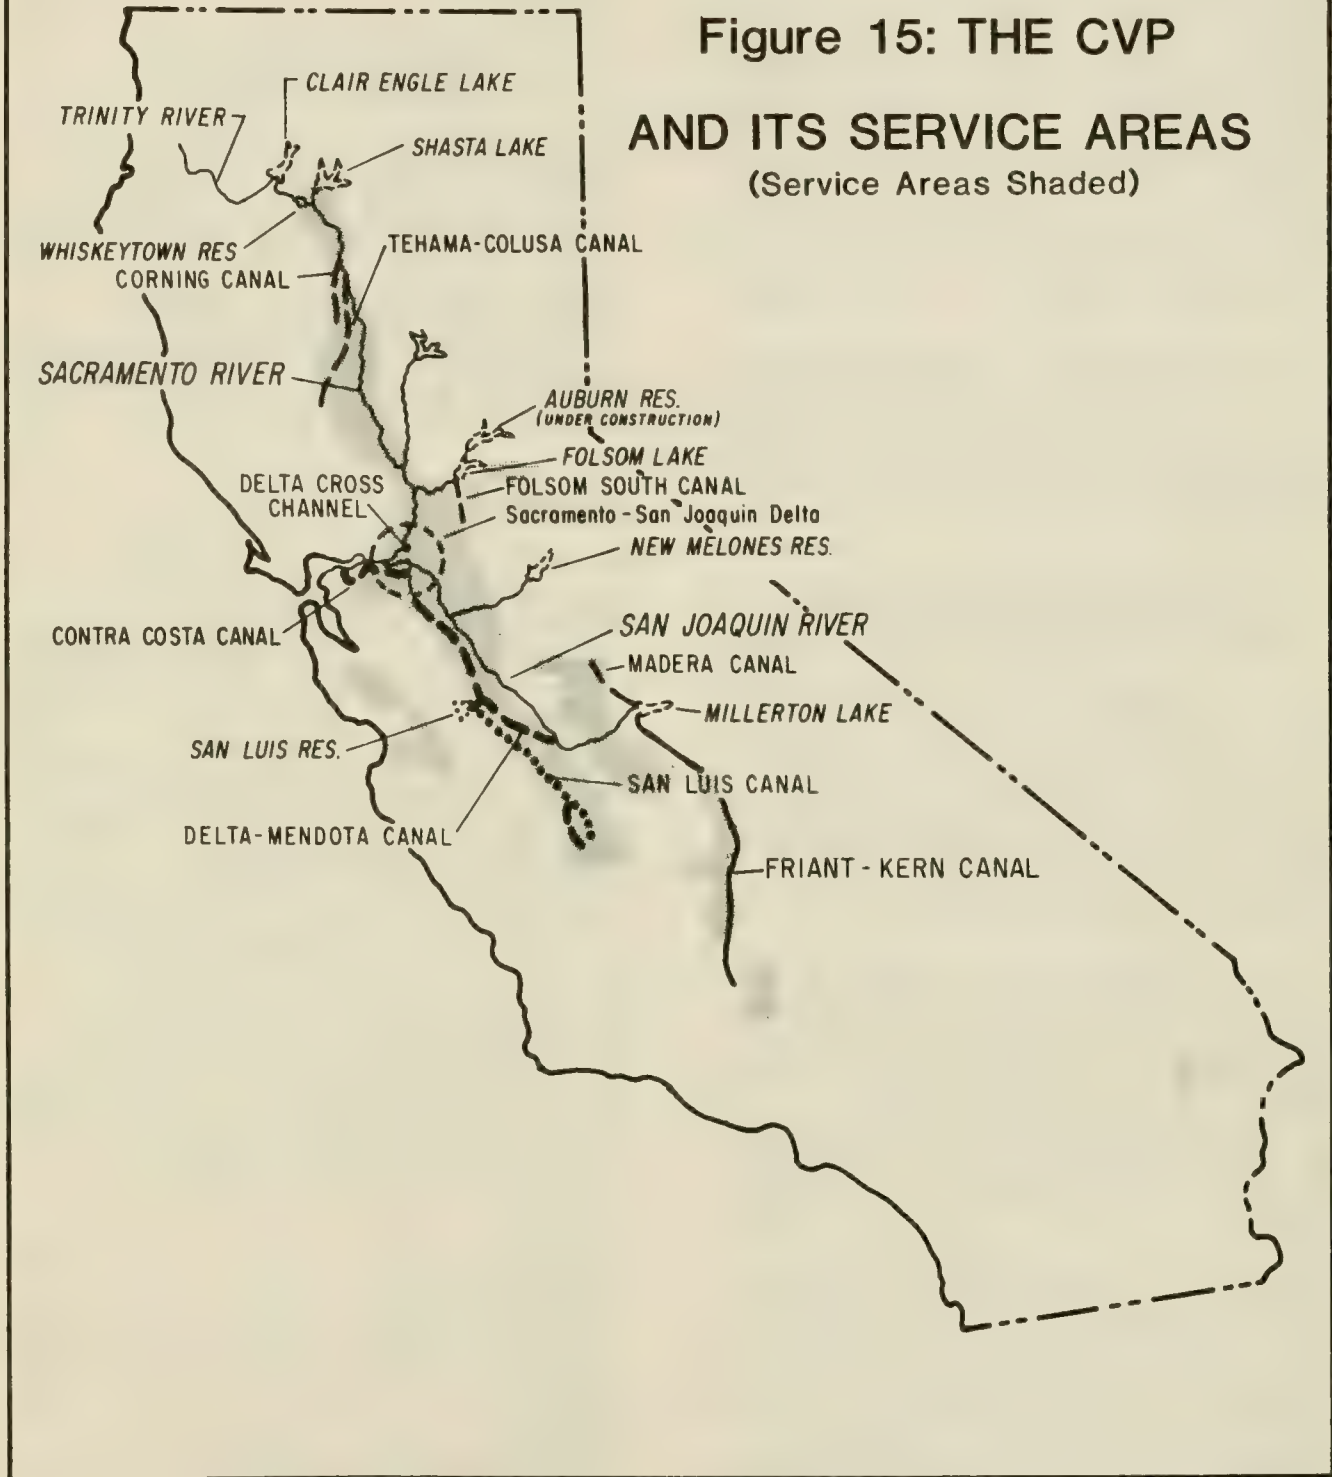 Figure 15: THE CVP
AND ITS SERVICE AREAS
(Service Areas Shaded)
CLAIR ENGLE LAKE
TRINITY RIVER
SHASTA LAKE
WHISKEYTOWN RES
TEHAMA-COLUSA CANAL
CORNING CANAL
SACRAMENTO RIVER
AUBURN RES.
(UNDER CONSTRUCTION)
FOLSOM LAKE
DELTA CROSS
CHANNEL
FOLSOM SOUTH CANAL
Sacramento-San Joaquin Delta
NEW MELONES RES.
CONTRA COSTA CANAL
SAN JOAQUIN RIVER
MADERA CANAL
MILLERTON LAKE
SAN LUIS RES.
SAN LUIS CANAL
DELTA-MENDOTA CANAL
FRIANT-KERN CANAL